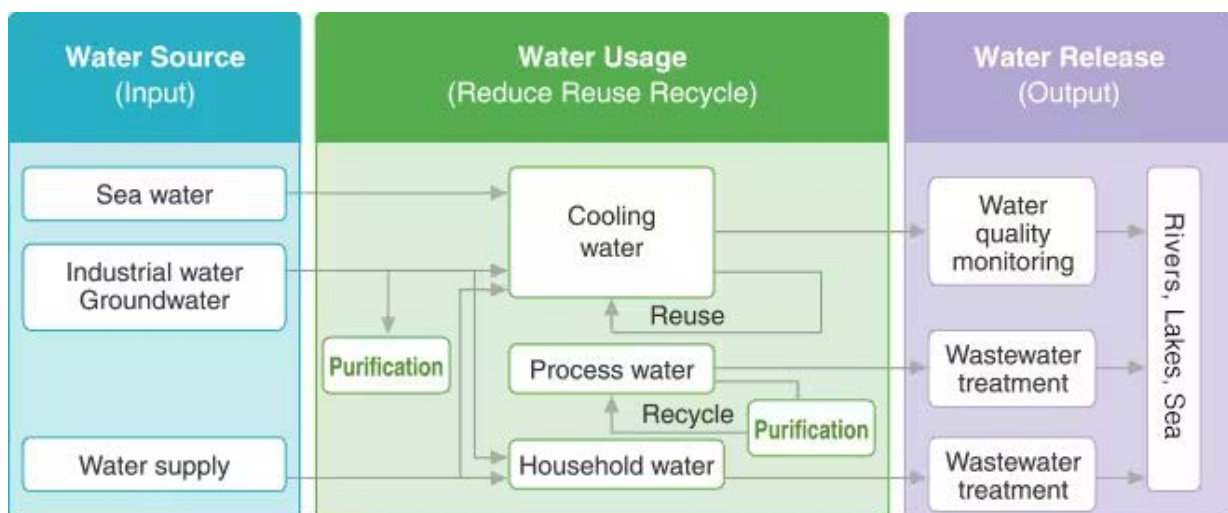 Water Source
(Input)
Water Usage
(Reduce Reuse Recycle)
Water Release
(Output)
Sea water
Industrial water
Groundwater
Water supply
Cooling
water
Reuse
Purification
Process water
Recycle
Purification
Household water
Water
quality
monitoring
Wastewater
treatment
Wastewater
treatment
Rivers, Lakes, Sea